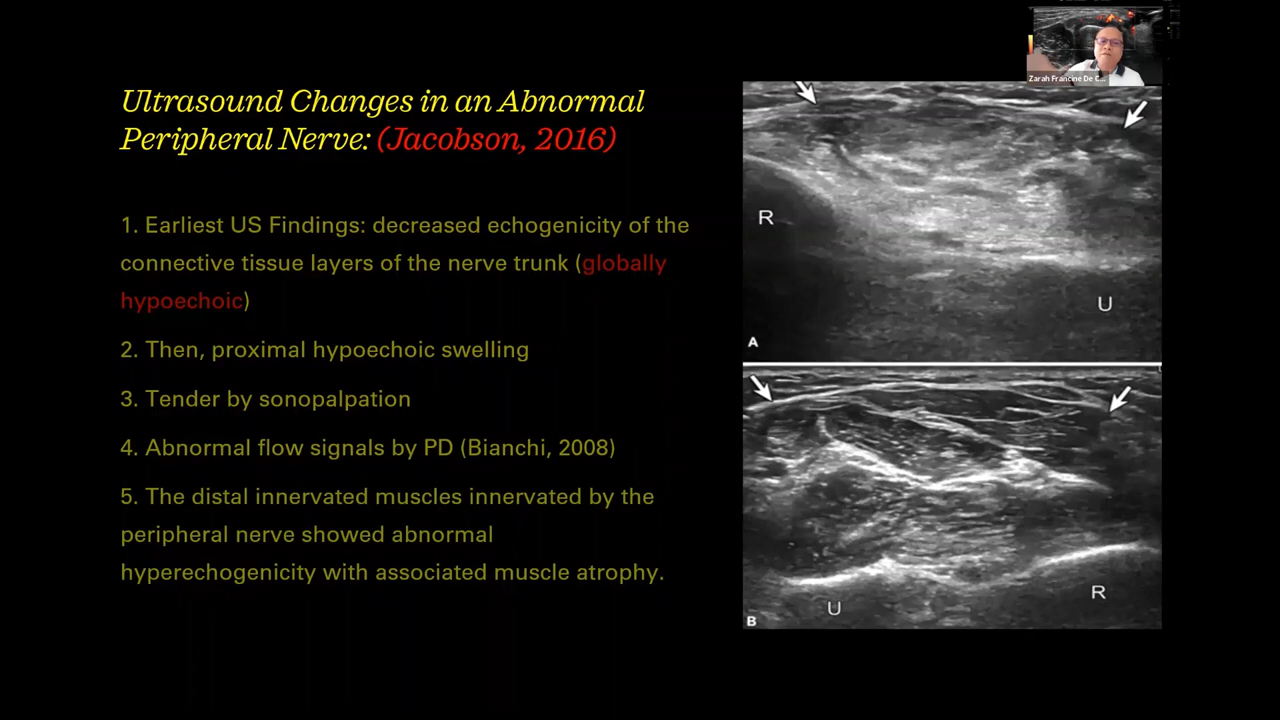 Zarah Francine De C...
Ultrasound Changes in an Abnormal
Peripheral Nerve: (Jacobson, 2016)
1. Earliest US Findings: decreased echogenicity of the
connective tissue layers of the nerve trunk (globally
hypoechoic)
2. Then, proximal hypoechoic swelling
3. Tender by sonopalpation
4. Abnormal flow signals by PD (Bianchi, 2008)
5. The distal innervated muscles innervated by the
peripheral nerve showed abnormal
hyperechogenicity with associated muscle atrophy.
R
U
A
U
R
B